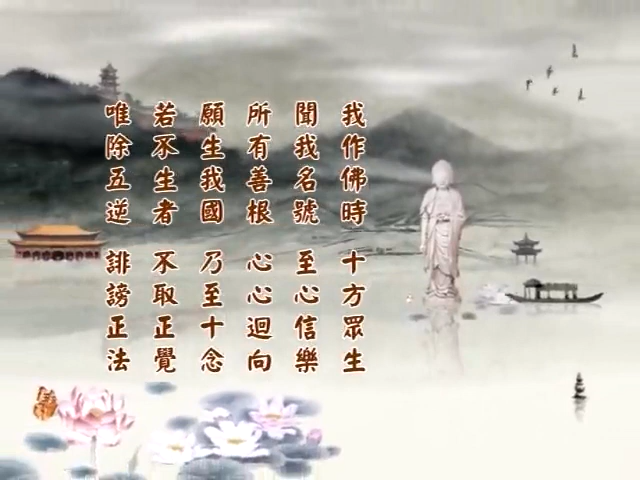 我作佛時 十方眾生
聞我名號 至心信樂
所有善根 心心迴向
願生我國 乃至十念
若不生者 不取正覺
唯除五逆 誹謗正法